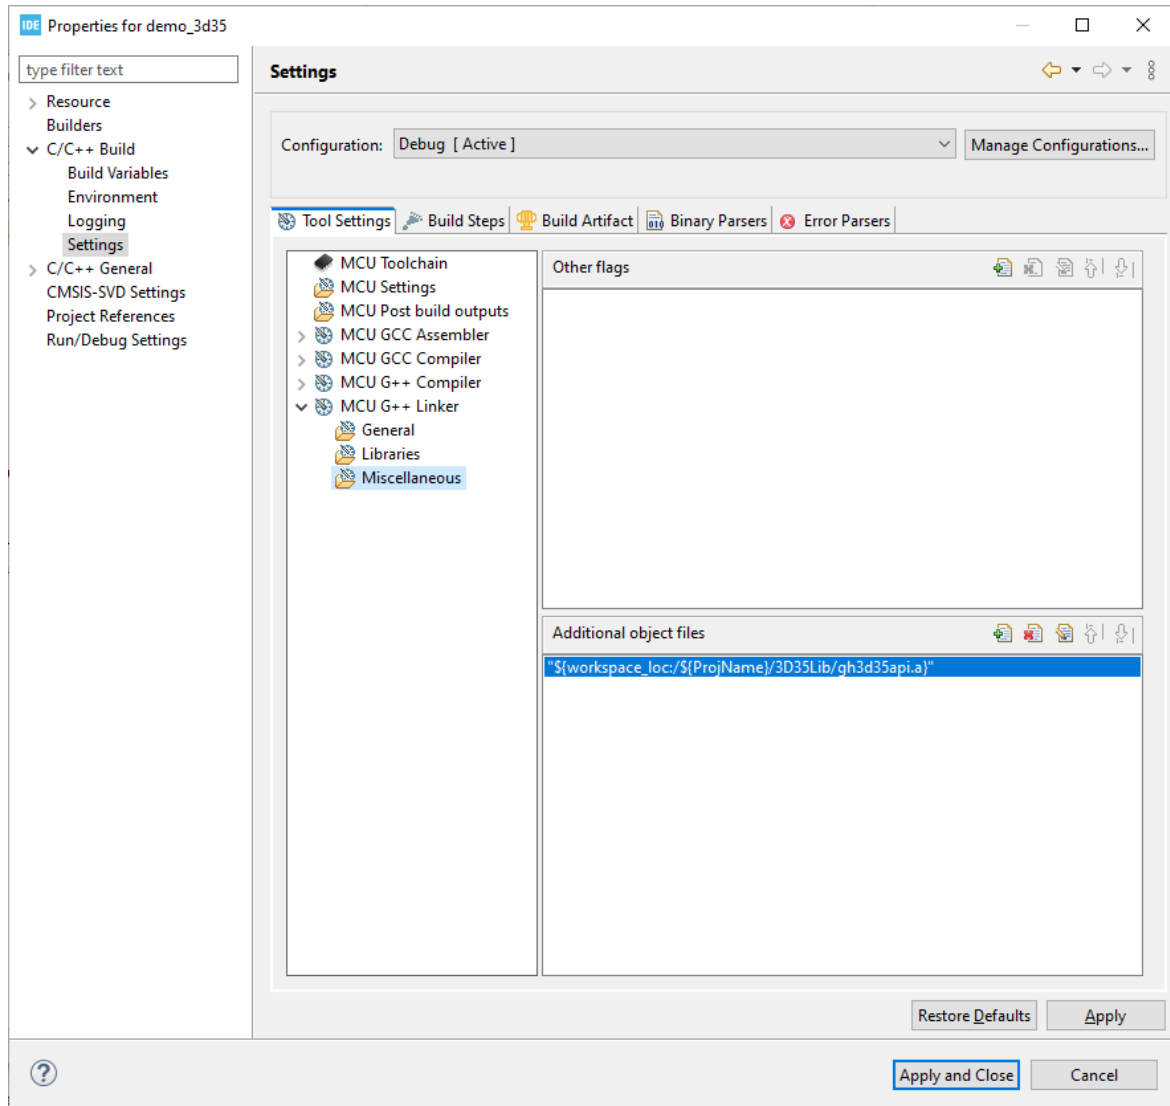 IDE Properties for demo_3d35
type filter text
Resource
Builders
C/C++ Build
Build Variables
Environment
Logging
Settings
C/C++ General
CMSIS-SVD Settings
Project References
Run/Debug Settings
Settings
Configuration: Debug [ Active ] Manage Configurations...
Tool Settings Build Steps Build Artifact Binary Parsers Error Parsers
MCU Toolchain
MCU Settings
MCU Post build outputs
MCU GCC Assembler
MCU GCC Compiler
MCU G++ Compiler
MCU G++ Linker
General
Libraries
Miscellaneous
Other flags
Additional object files
"${workspace_loc:/${ProjName}/3D35Lib/gh3d35api.a}"
Restore Defaults Apply
Apply and Close Cancel